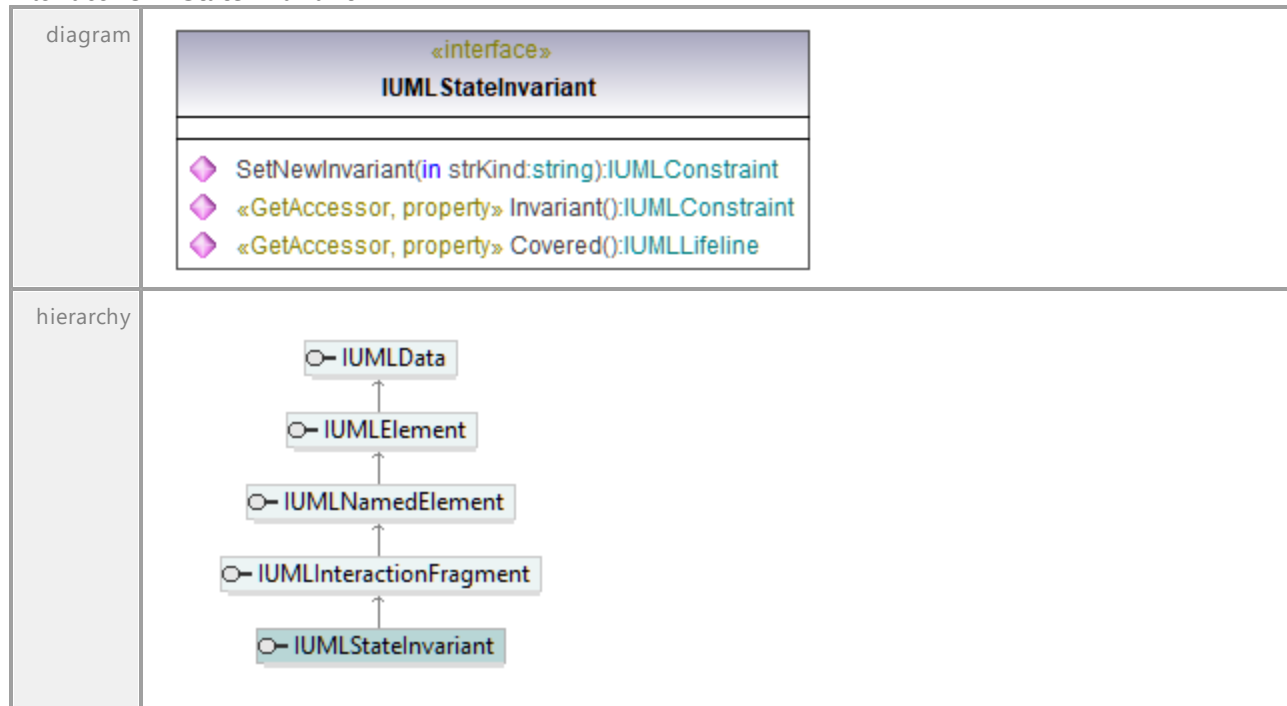 diagram
«interface»
IUMLStateInvariant
SetNewInvariant(in strKind:string):IUMLConstraint
«GetAccessor, property» Invariant():IUMLConstraint
«GetAccessor, property» Covered():IUMLLifeline
hierarchy
IUMLData
IUMLElement
IUMLNamedElement
IUMLInteractionFragment
IUMLStateInvariant